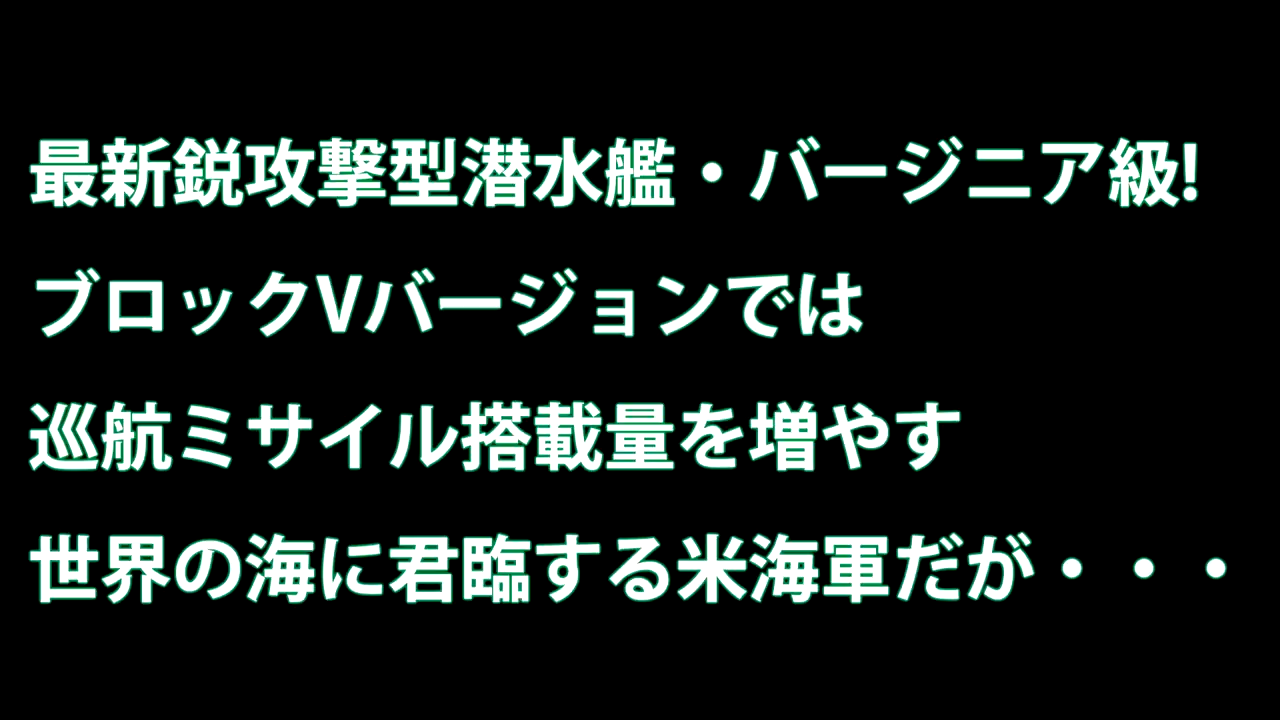 最新鋭攻撃型潜水艦・バージニア級!
ブロックVバージョンでは
巡航ミサイル搭載量を増やす
世界の海に君臨する米海軍だが・・・